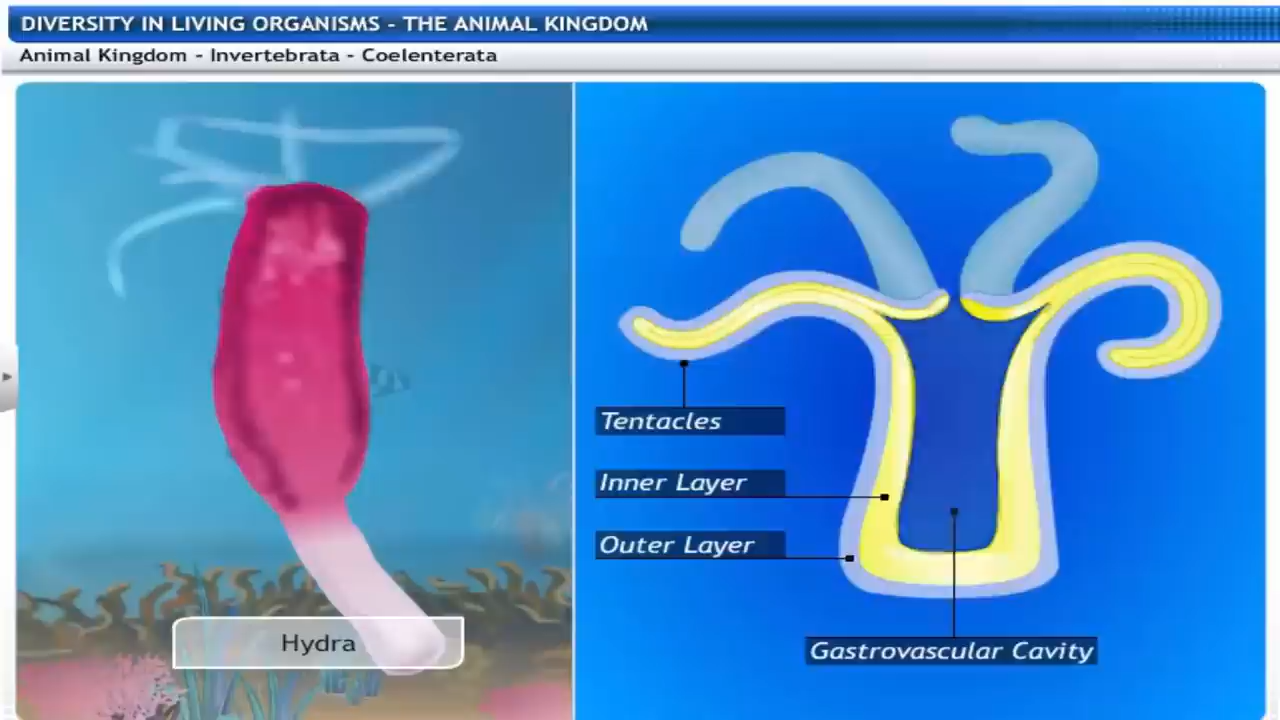 DIVERSITY IN LIVING ORGANISMS - THE ANIMAL KINGDOM
Animal Kingdom - Invertebrata - Coelenterata
Tentacles
Inner Layer
Outer Layer
Hydra
Gastrovascular Cavity